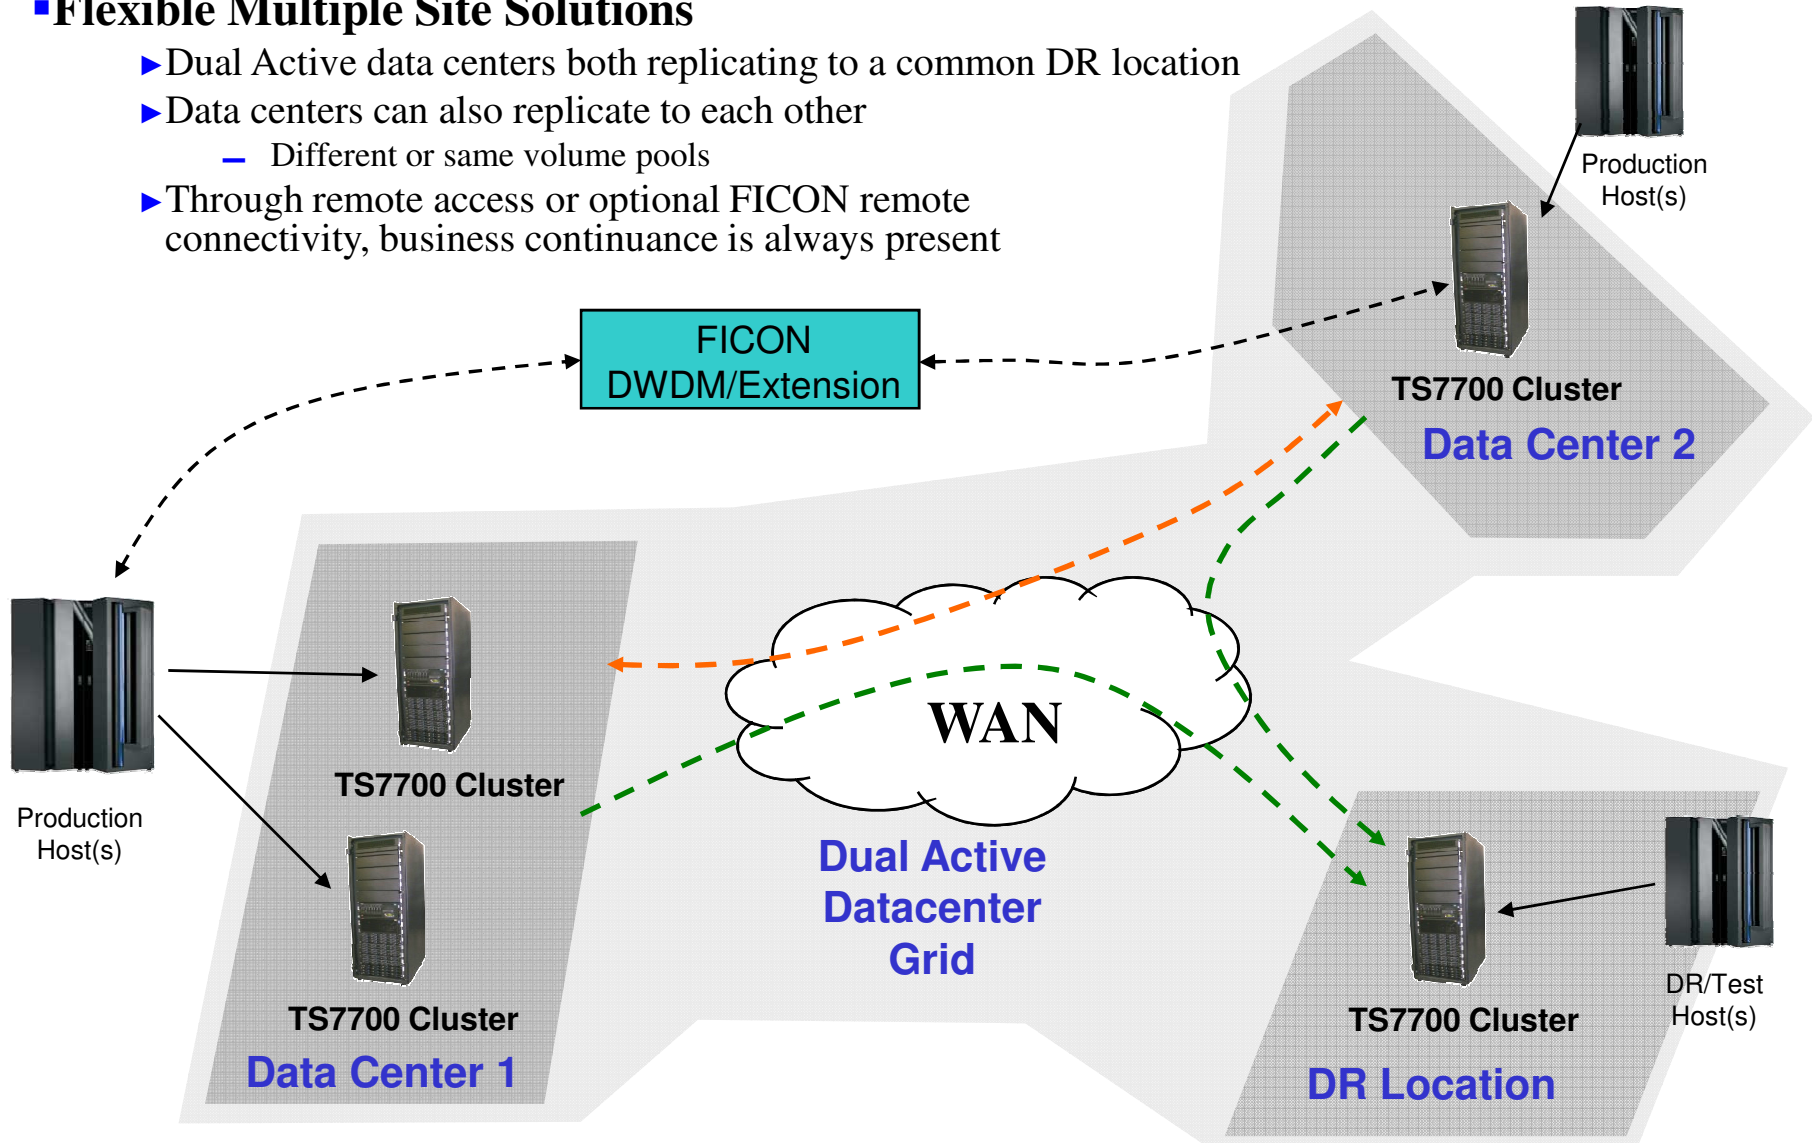 ▪Flexible Multiple Site Solutions
►Dual Active data centers both replicating to a common DR location
►Data centers can also replicate to each other
– Different or same volume pools
►Through remote access or optional FICON remote
connectivity, business continuance is always present
Production
Host(s)
FICON
DWDM/Extension
TS7700 Cluster
Data Center 2
WAN
TS7700 Cluster
Production
Host(s)
Dual Active
Datacenter
Grid
TS7700 Cluster
Data Center 1
DR/Test
Host(s)
TS7700 Cluster
DR Location